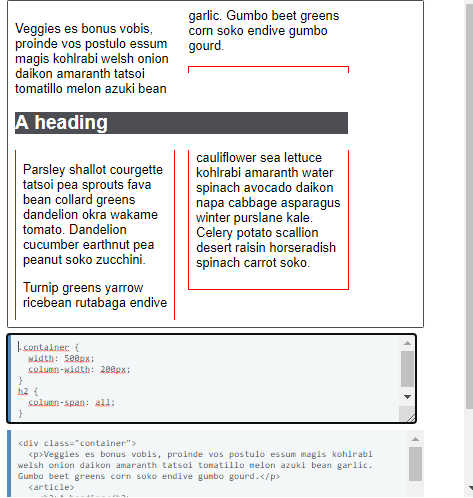 Veggies es bonus vobis,
proinde vos postulo essum
magis kohlrabi welsh onion
daikon amaranth tatsoi
tomatillo melon azuki bean
garlic. Gumbo beet greens
corn soko endive gumbo
gourd.
A heading
Parsley shallot courgette
tatsoi pea sprouts fava
bean collard greens
dandelion okra wakame
tomato. Dandelion
cucumber earthnut pea
peanut soko zucchini.
Turnip greens yarrow
ricebean rutabaga endive
cauliflower sea lettuce
kohlrabi amaranth water
spinach avocado daikon
napa cabbage asparagus
winter purslane kale.
Celery potato scallion
desert raisin horseradish
spinach carrot soko.
.container {
width: 500px;
column-width: 200px;
}
h2 {
column-span: all;
}
<div class="container">
<p>Veggies es bonus vobis, proinde vos postulo essum magis kohlrabi
welsh onion daikon amaranth tatsoi tomatillo melon azuki bean garlic.
Gumbo beet greens corn soko endive gumbo gourd.</p>
<article>